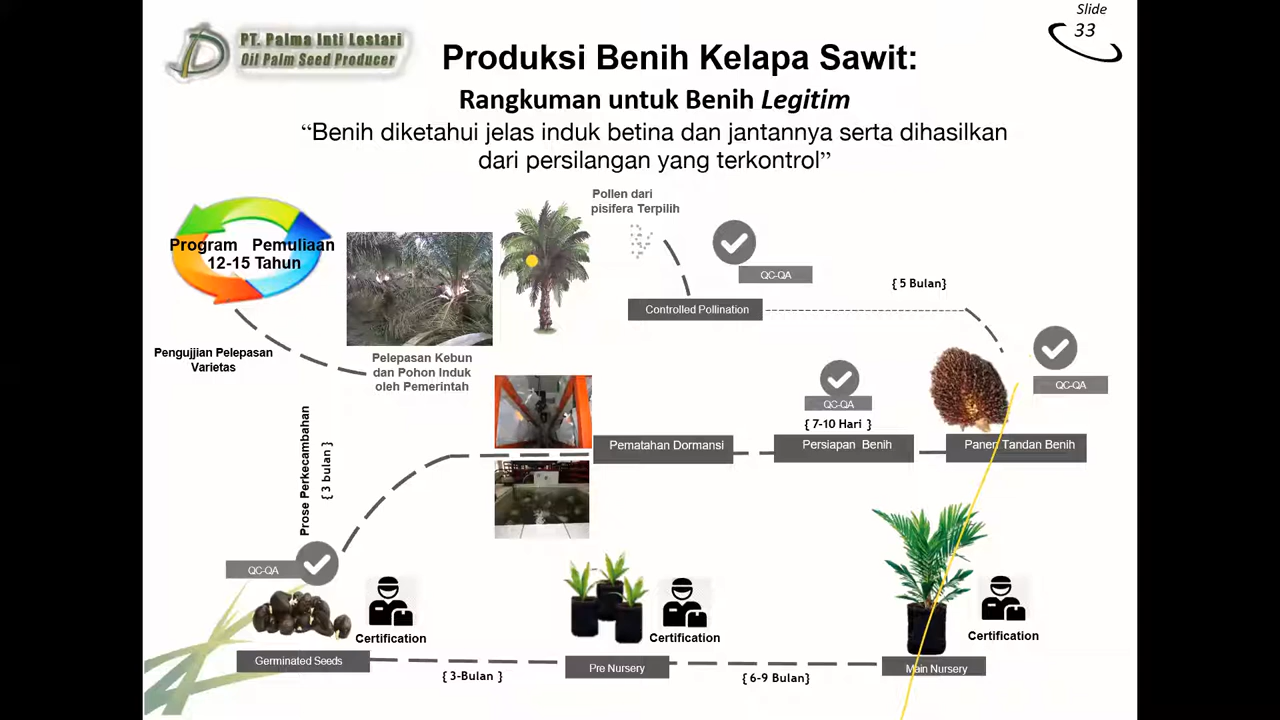 PT. Palma Inti Lestari
Oil Palm Seed Producer
Slide
33
Produksi Benih Kelapa Sawit:
Rangkuman untuk Benih Legitim
“Benih diketahui jelas induk betina dan jantannya serta dihasilkan
dari persilangan yang terkontrol”
Program Pemuliaan
12-15 Tahun
Pengujjian Pelepasan
Varietas
Pelepasan Kebun
dan Pohon Induk
oleh Pemerintah
Pollen dari
pisifera Terpilih
QC-QA
Controlled Pollination
{ 5 Bulan}
QC-QA
Panen Tandan Benih
QC-QA
{ 7-10 Hari }
Persiapan Benih
Pematahan Dormansi
Prose Perkecambahan
{ 3 bulan }
QC-QA
Certification
Germinated Seeds
{ 3-Bulan }
Certification
Pre Nursery
{ 6-9 Bulan}
Certification
Main Nursery